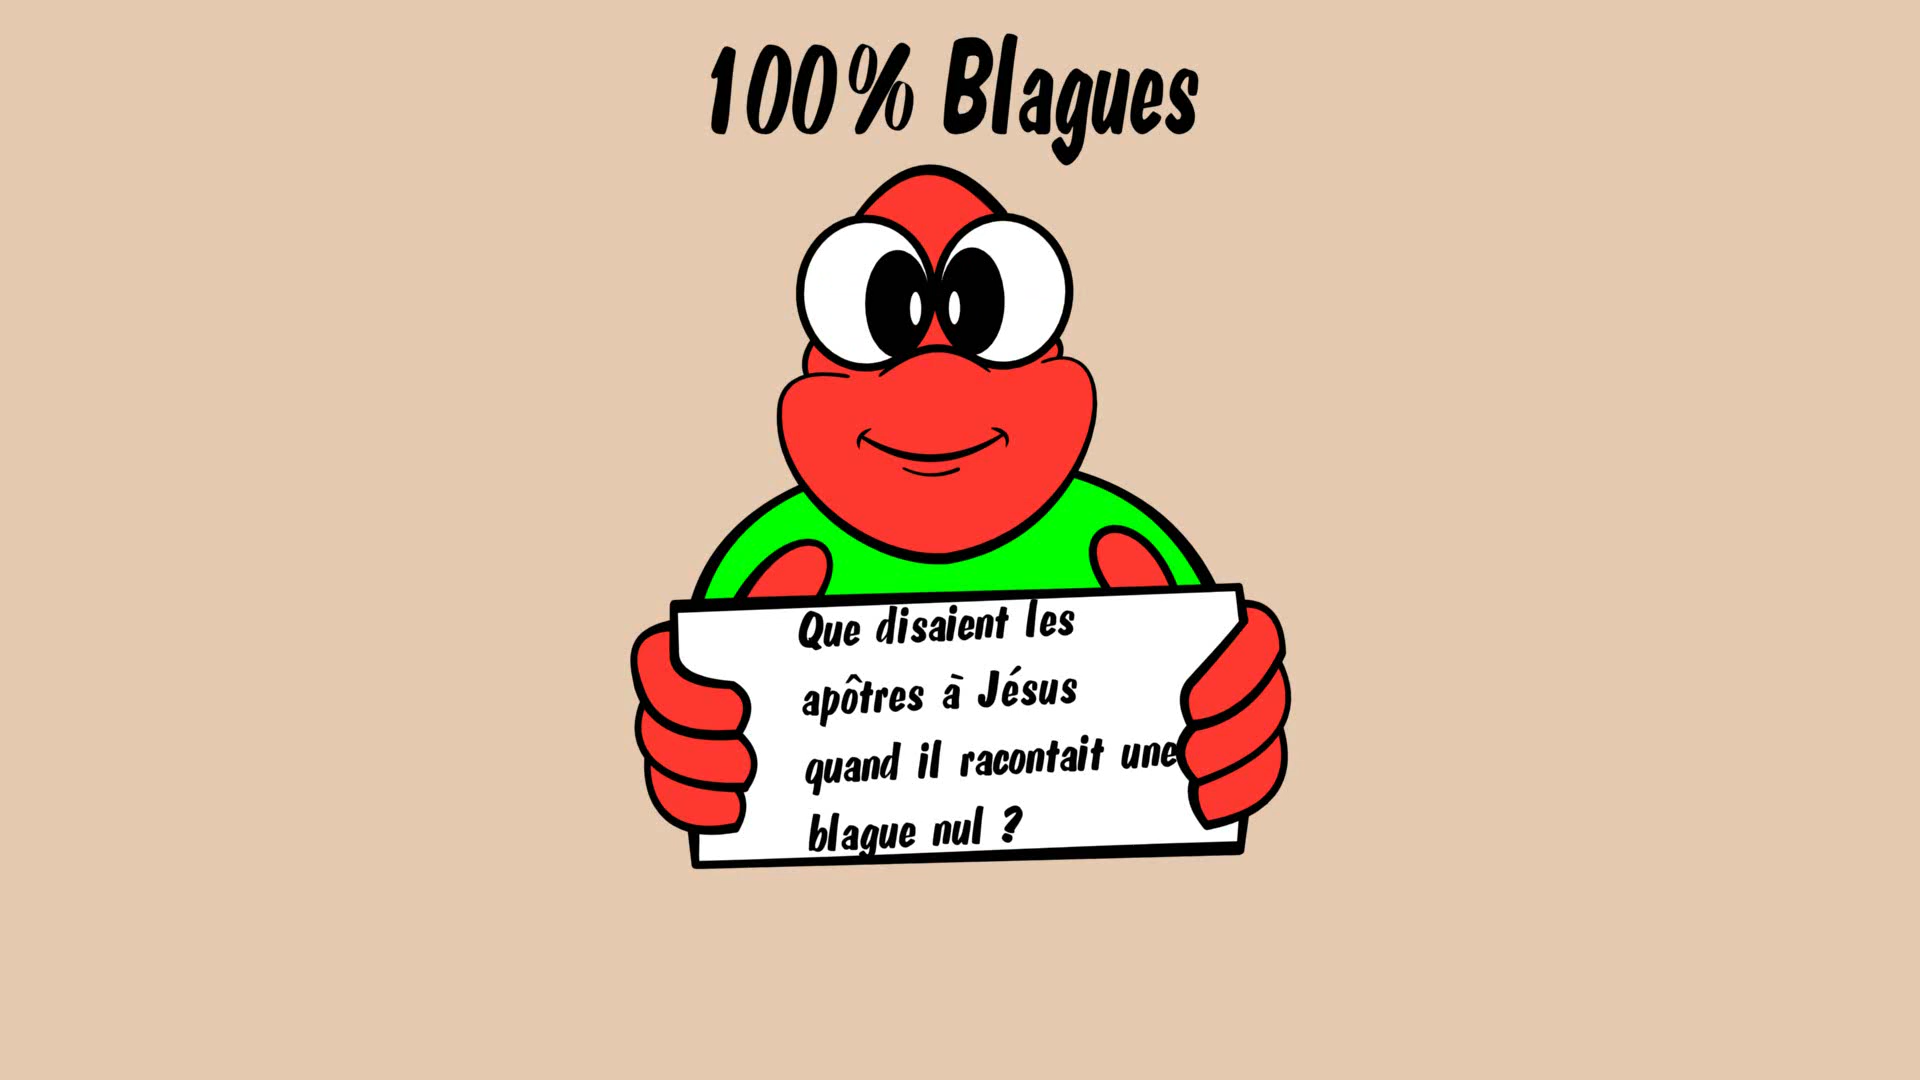 100% Blagues
Que disaient les
apôtres à Jésus
quand il racontait une
blague nul ?